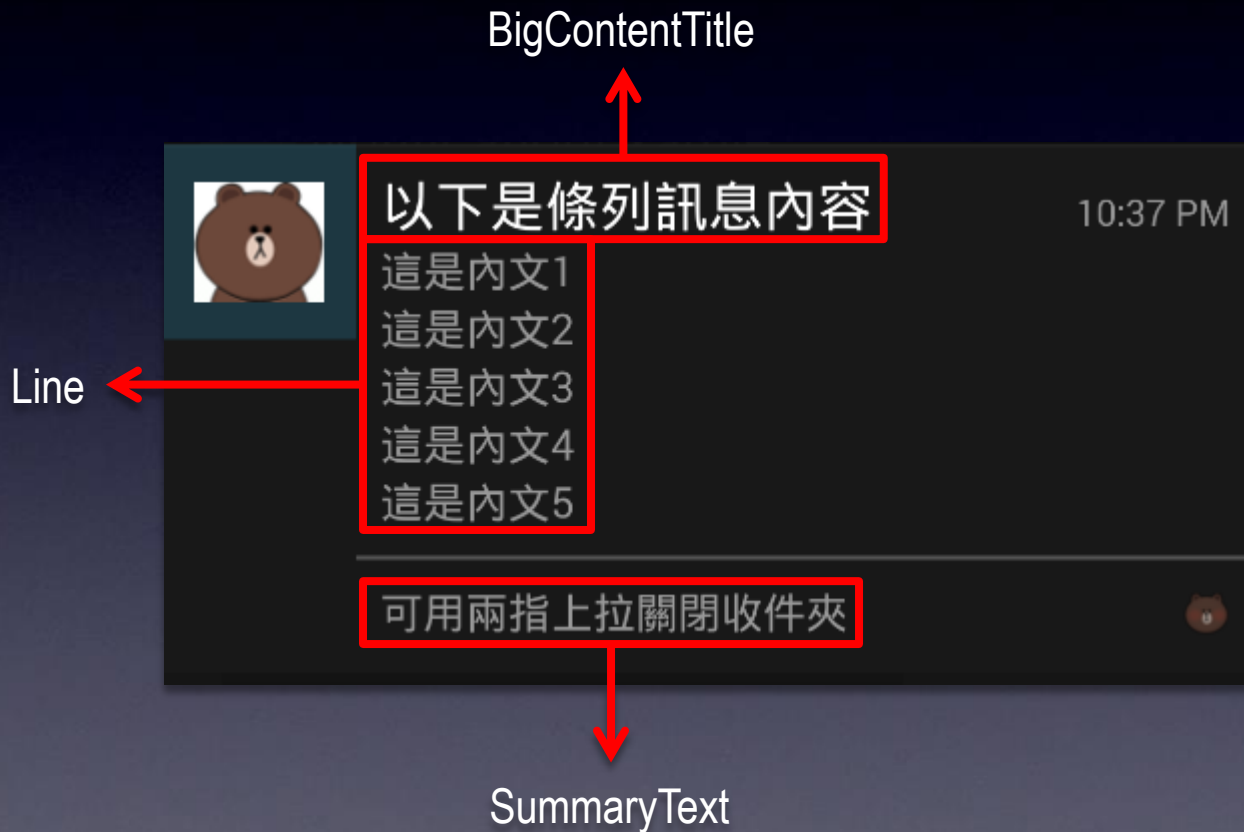 BigContentTitle
以下是條列訊息內容
10:37 PM
這是內文1
這是內文2
Line
這是內文3
這是內文4
這是內文5
可用兩指上拉關閉收件夾
SummaryText